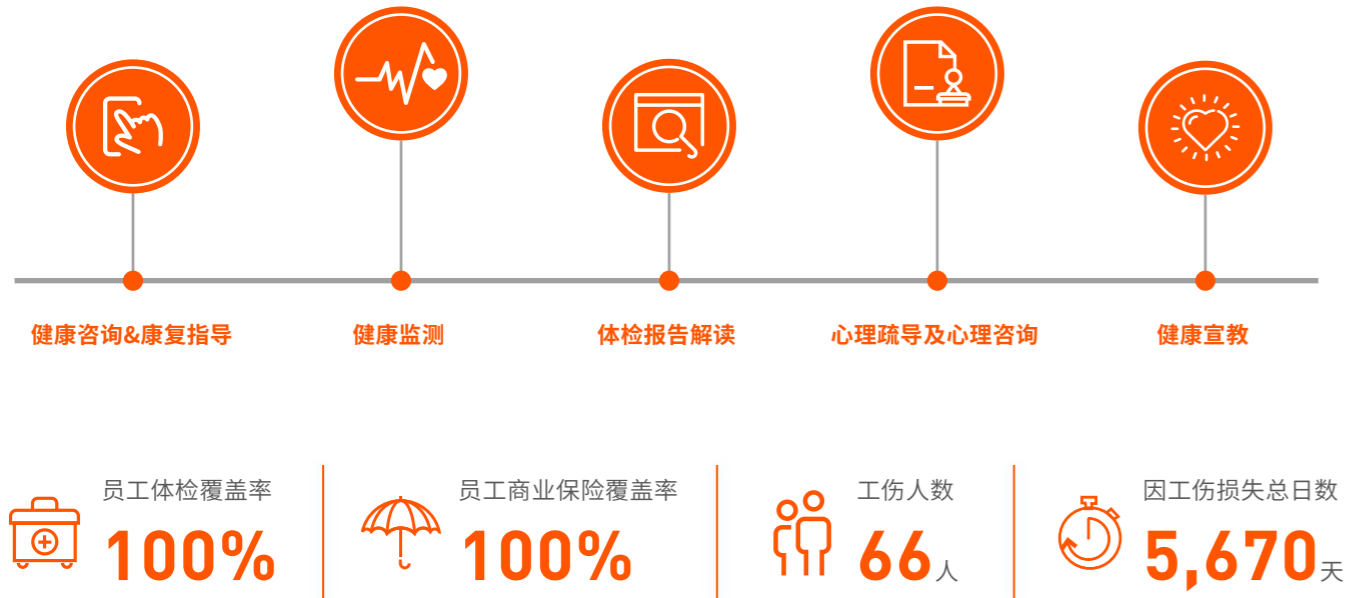 健康咨询&康复指导
健康监测
体检报告解读
心理疏导及心理咨询
健康宣教
员工体检覆盖率
100%
员工商业保险覆盖率
100%
工伤人数
66人
因工伤损失总日数
5,670天